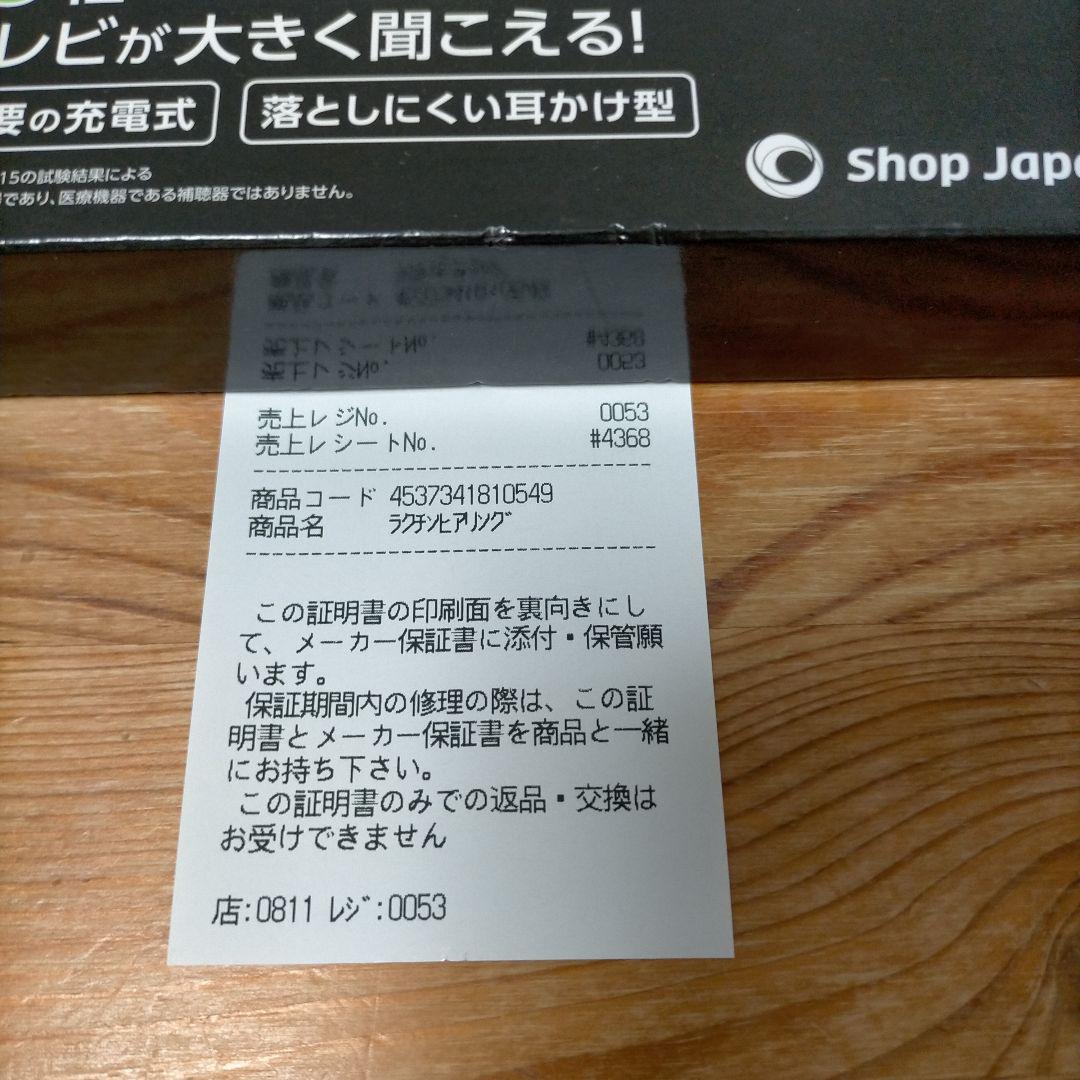 レビが大きく聞こえる!
要の充電式
落としにくい耳かけ型
15の試験結果による
であり、医療機器である補聴器ではありません。
Shop Japa
売上レジNo. 0053
売上レシートNo. #4368
商品コード 4537341810549
商品名 ﾗｸﾁﾝﾋｱﾘﾝｸﾞ
この証明書の印刷面を裏向きにし
て、メーカー保証書に添付・保管願
います。
保証期間内の修理の際は、この証
明書とメーカー保証書を商品と一緒
にお持ち下さい。
この証明書のみでの返品・交換は
お受けできません
店:0811 ﾚｼﾞ:0053